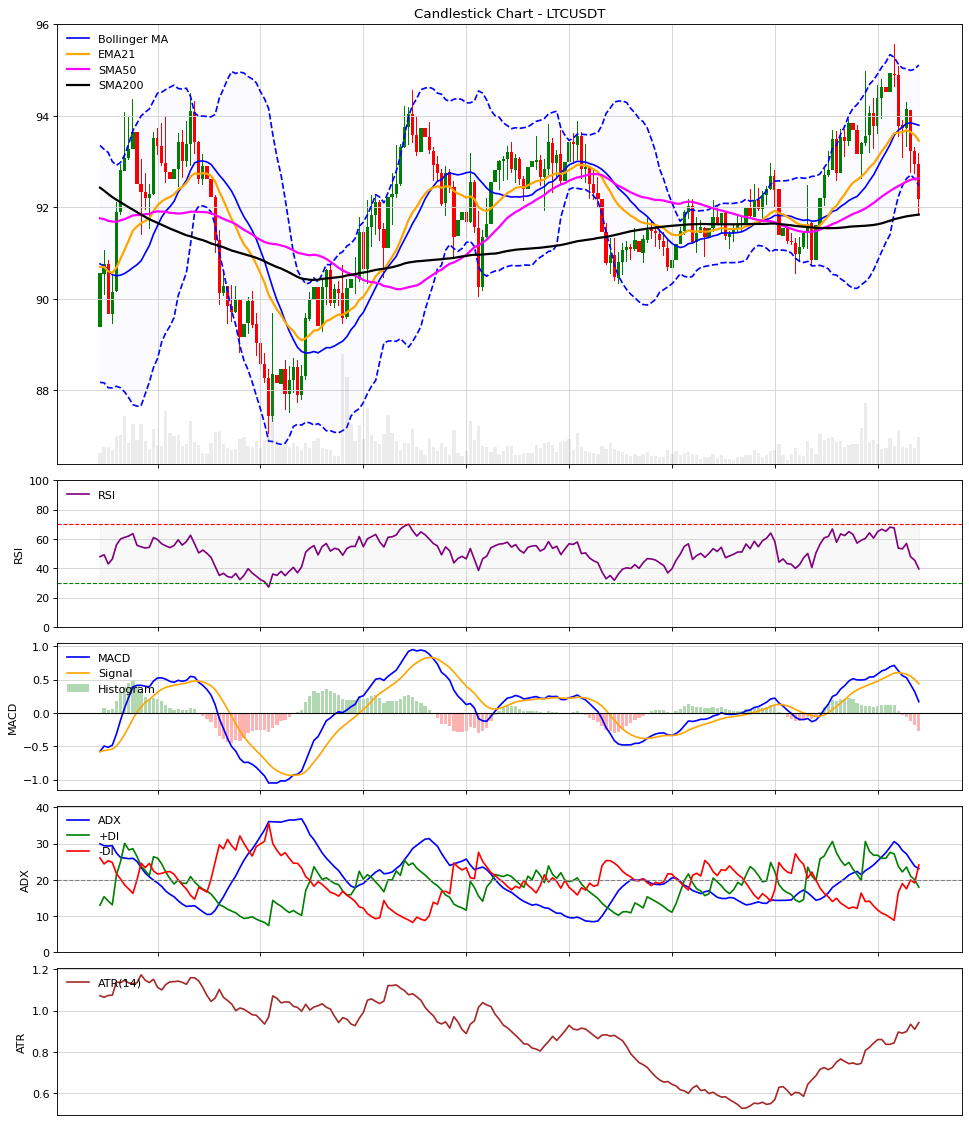 Candlestick Chart - LTCUSDT
96
94
92
90
88
Bollinger MA
EMA21
SMA50
SMA200
100
80
60
40
20
0
RSI
RSI
1.0
0.5
0.0
−0.5
−1.0
MACD
MACD
Signal
Histogram
40
30
20
10
0
ADX
ADX
+DI
-DI
1.2
1.0
0.8
0.6
ATR
ATR(14)